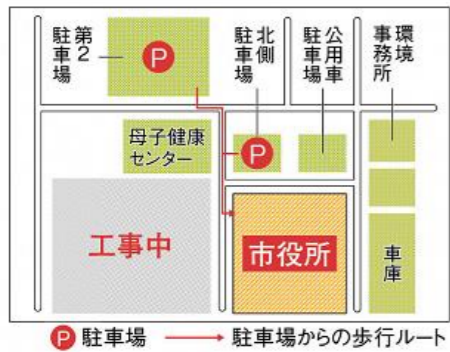 第2
駐車場
P
北側
駐車場
公用車
駐車場
環境
事務所
母子健康
センター
P
工事中
市役所
車庫
P 駐車場 → 駐車場からの歩行ルート